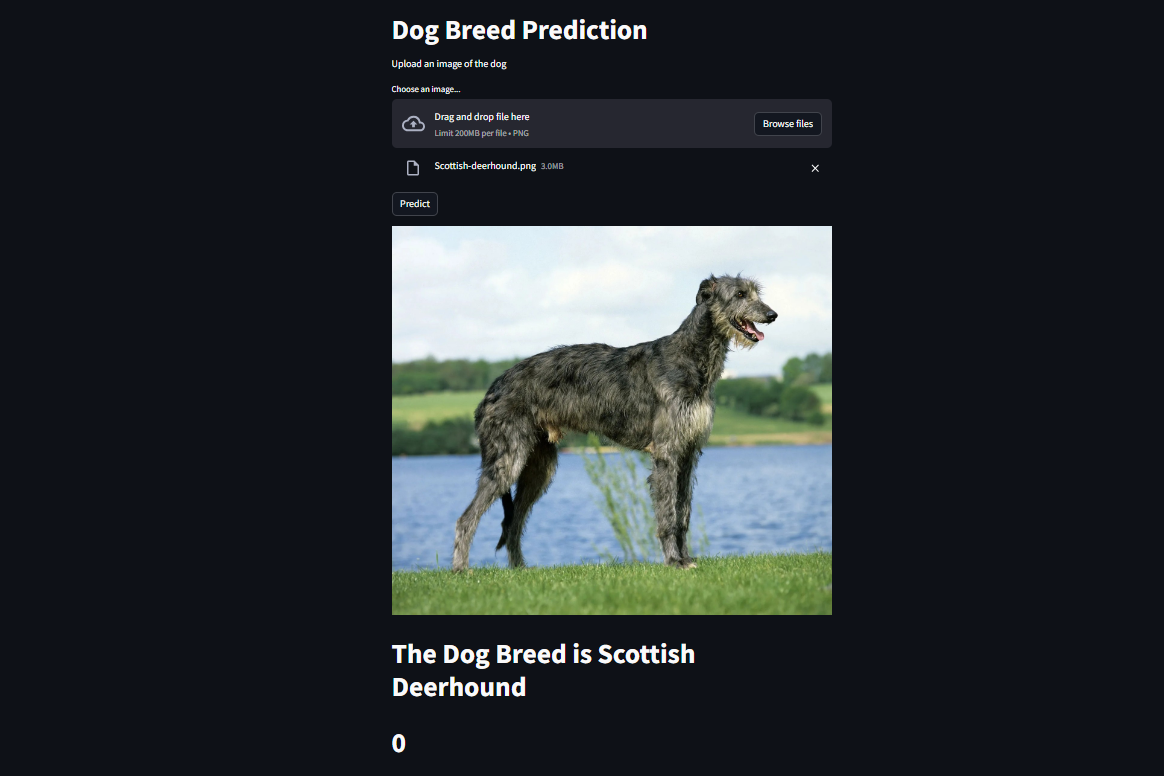 Dog Breed Prediction
Upload an image of the dog
Choose an image...
Drag and drop file here
Limit 200MB per file • PNG
Browse files
Scottish-deerhound.png 3.0MB
Predict
The Dog Breed is Scottish
Deerhound
0